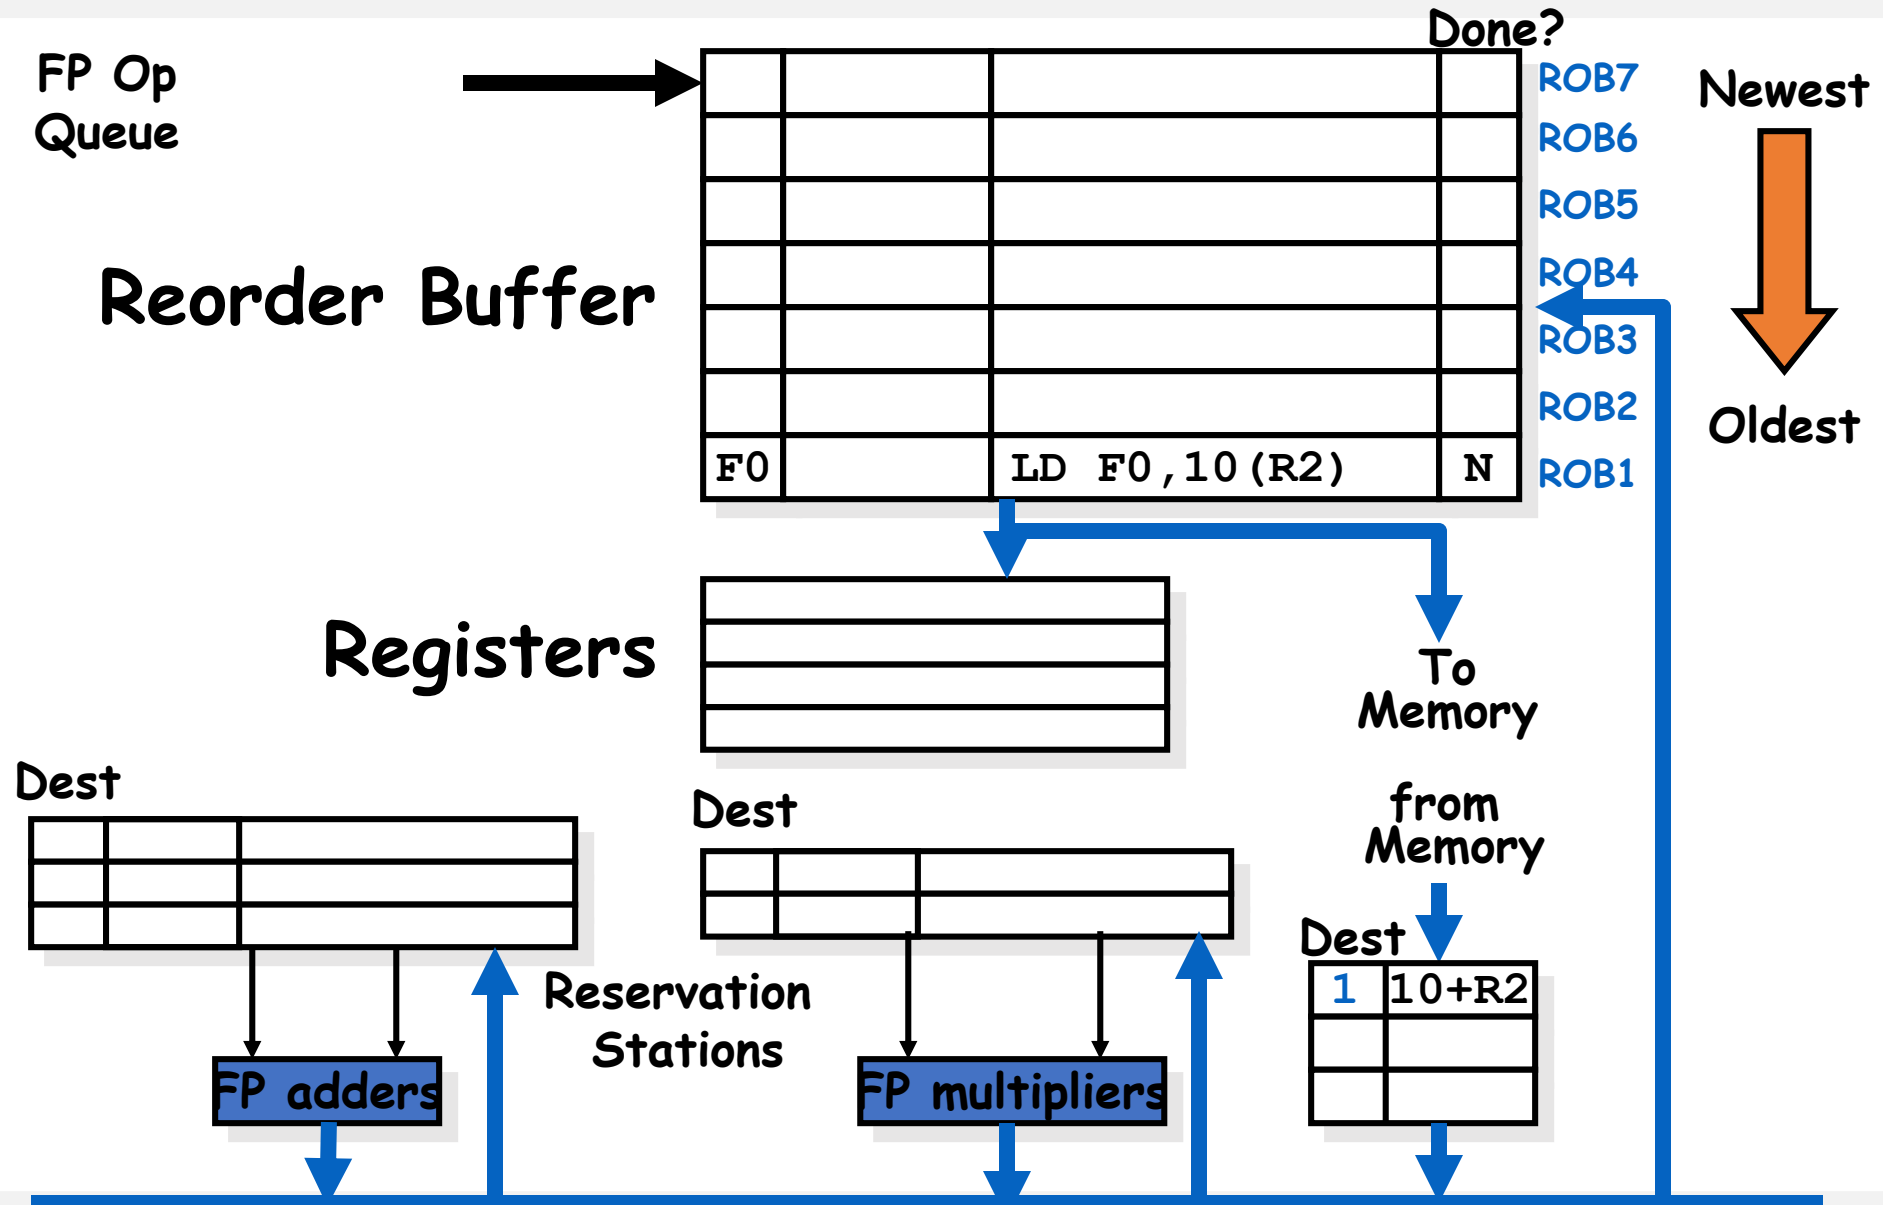 Done?
FP Op
Queue
ROB7
Newest
ROB6
ROB5
ROB4
Reorder Buffer
ROB3
ROB2
Oldest
F0 LD F0,10(R2) N ROB1
Registers
To
Memory
Dest
Dest
from
Memory
Dest
1 10+R2
Reservation
Stations
FP adders
FP multipliers